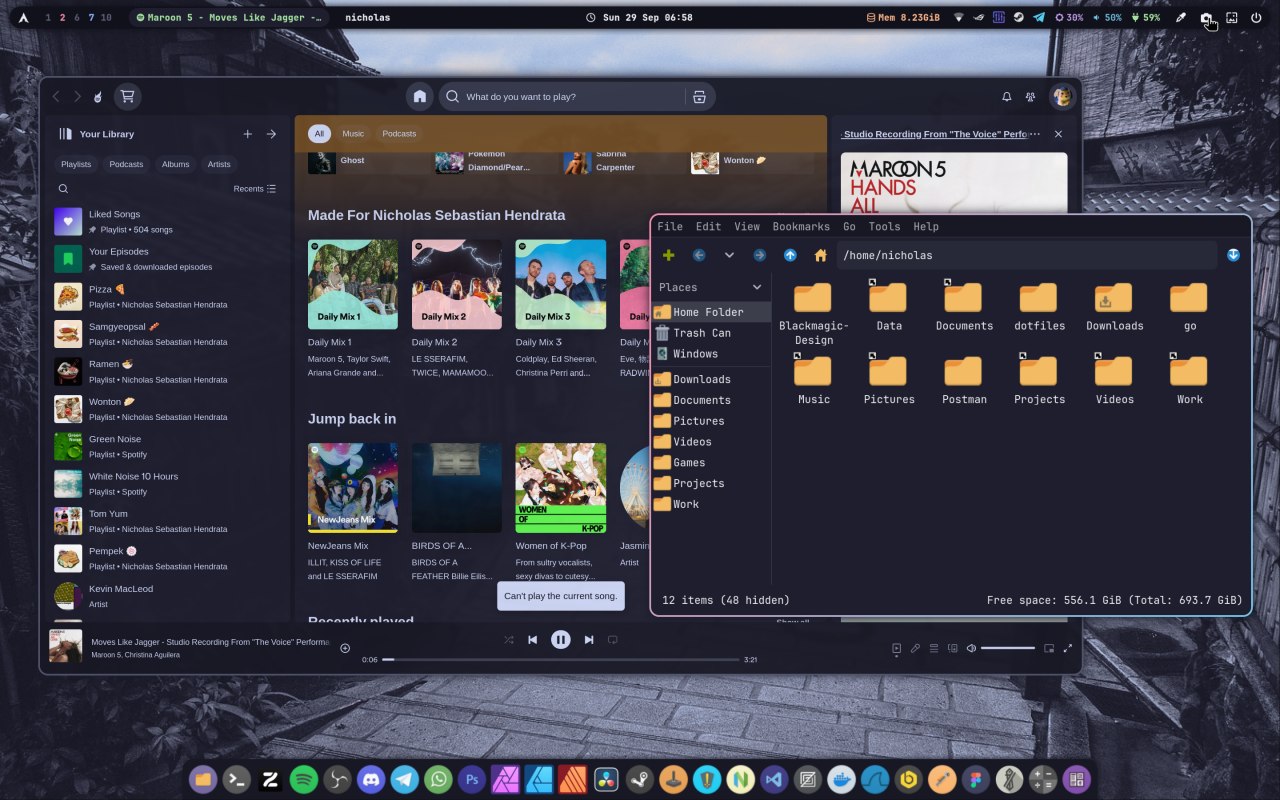 1 2 6 7 10
Maroon 5 - Moves Like Jagger -…
nicholas
Sun 29 Sep 06:58
Mem 8.23GiB
30%
50%
59%
What do you want to play?
Your Library
Playlists
Podcasts
Albums
Artists
Recents
Liked Songs
Playlist • 504 songs
Your Episodes
Saved & downloaded episodes
Pizza 🍕
Playlist • Nicholas Sebastian Hendrata
Samgyeopsal 🥓
Playlist • Nicholas Sebastian Hendrata
Ramen 🍜
Playlist • Nicholas Sebastian Hendrata
Wonton 🥟
Playlist • Nicholas Sebastian Hendrata
Green Noise
Playlist • Spotify
White Noise 10 Hours
Playlist • Spotify
Tom Yum
Playlist • Nicholas Sebastian Hendrata
Pempek 🍥
Playlist • Nicholas Sebastian Hendrata
Kevin MacLeod
Artist
All
Music
Podcasts
Ghost
Pokémon
Diamond/Pear...
Sabrina
Carpenter
Wonton 🥟
Made For Nicholas Sebastian Hendrata
Daily Mix 1
Daily Mix 2
Daily Mix 3
Daily Mix 1
Maroon 5, Taylor Swift,
Ariana Grande and...
Daily Mix 2
LE SSERAFIM,
TWICE, MAMAMOO...
Daily Mix 3
Coldplay, Ed Sheeran,
Christina Perri and...
Jump back in
NewJeans Mix
WOMEN
OF
K-POP
NewJeans Mix
ILLIT, KISS OF LIFE
and LE SSERAFIM
BIRDS OF A...
BIRDS OF A
FEATHER Billie Eilis...
Women of K-Pop
From sultry vocalists,
sexy divas to cutesy...
Artist
Can't play the current song.
Recently played
Show all
Studio Recording From "The Voice" Perfo
MAROON 5
HANDS
ALL
File Edit View Bookmarks Go Tools Help
/home/nicholas
Places
Home Folder
Trash Can
Windows
Downloads
Documents
Pictures
Videos
Games
Projects
Work
Blackmagic-
Design
Data
Documents
dotfiles
Downloads
go
Music
Pictures
Postman
Projects
Videos
Work
12 items (48 hidden)
Free space: 556.1 GiB (Total: 693.7 GiB)
Moves Like Jagger - Studio Recording From "The Voice" Performa
Maroon 5, Christina Aguilera
0:06
3:21
Ps